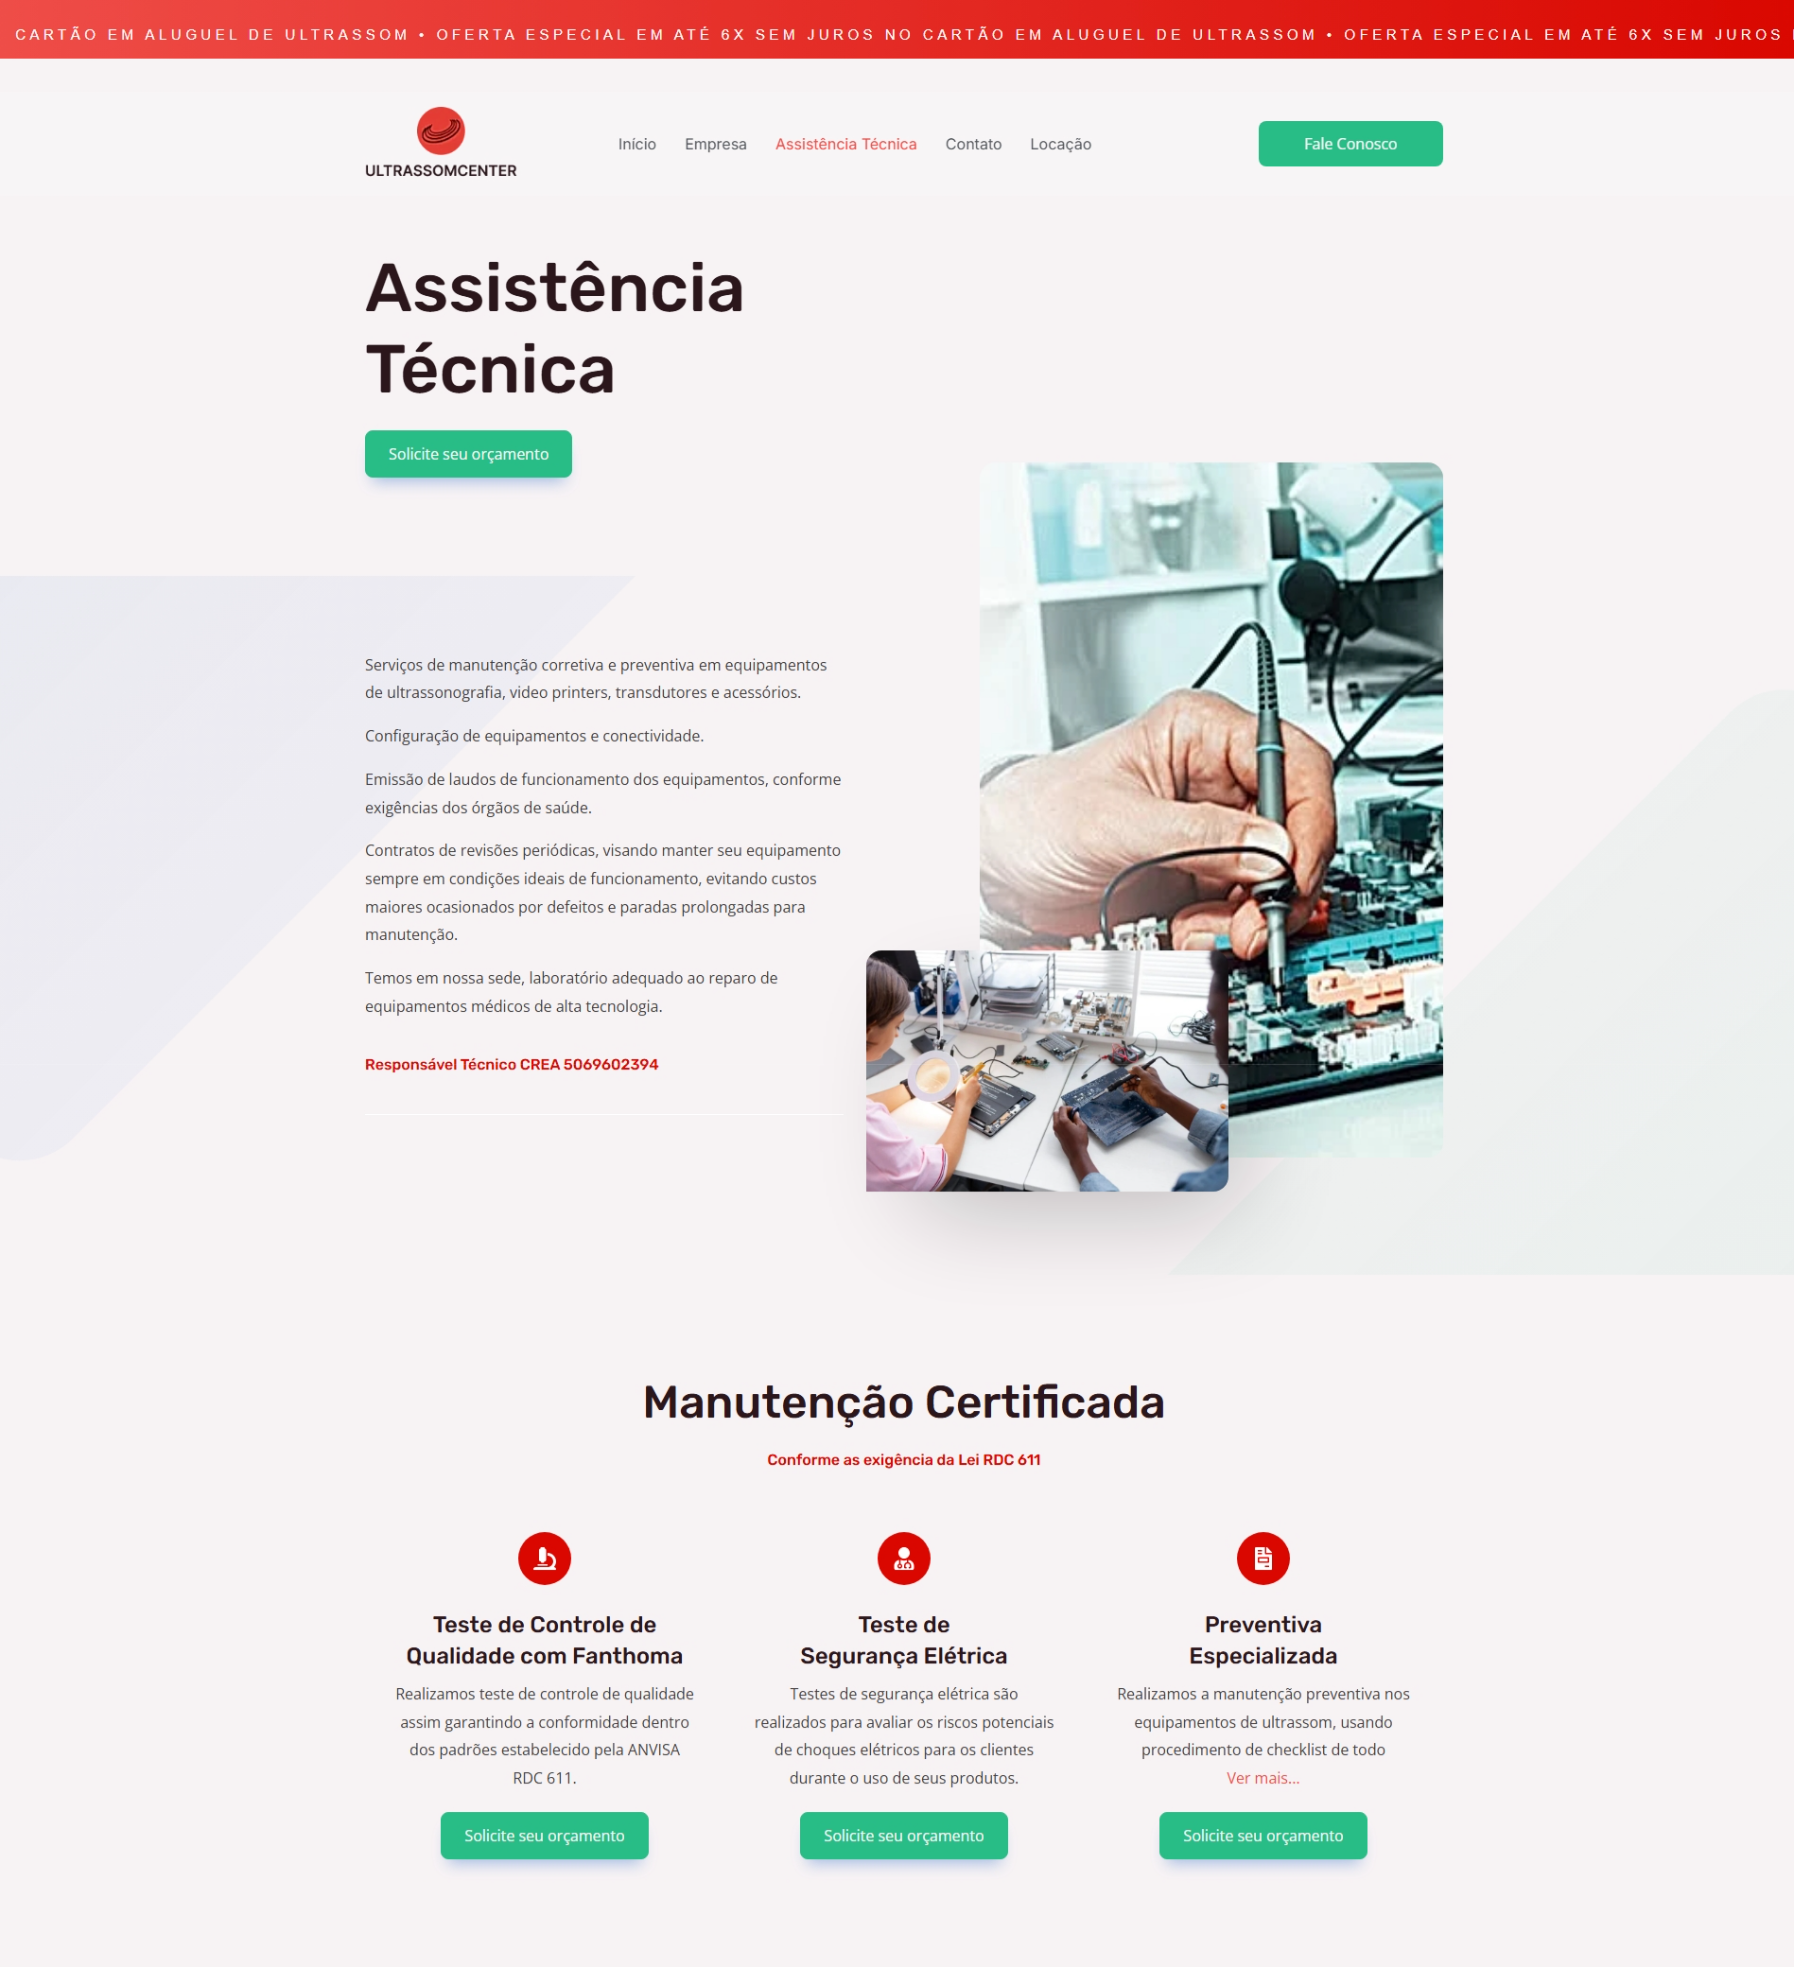 CARTÃO EM ALUGUEL DE ULTRASSOM • OFERTA ESPECIAL EM ATÉ 6X SEM JUROS NO CARTÃO EM ALUGUEL DE ULTRASSOM • OFERTA ESPECIAL EM ATÉ 6X SEM JUROS
ULTRASSOMCENTER
Início Empresa Assistência Técnica Contato Locação
Fale Conosco
Assistência
Técnica
Solicite seu orçamento
Serviços de manutenção corretiva e preventiva em equipamentos
de ultrassonografia, video printers, transdutores e acessórios.
Configuração de equipamentos e conectividade.
Emissão de laudos de funcionamento dos equipamentos, conforme
exigências dos órgãos de saúde.
Contratos de revisões periódicas, visando manter seu equipamento
sempre em condições ideais de funcionamento, evitando custos
maiores ocasionados por defeitos e paradas prolongadas para
manutenção.
Temos em nossa sede, laboratório adequado ao reparo de
equipamentos médicos de alta tecnologia.
Responsável Técnico CREA 5069602394
Manutenção Certificada
Conforme as exigência da Lei RDC 611
Teste de Controle de
Qualidade com Fanthoma
Realizamos teste de controle de qualidade
assim garantindo a conformidade dentro
dos padrões estabelecido pela ANVISA
RDC 611.
Solicite seu orçamento
Teste de
Segurança Elétrica
Testes de segurança elétrica são
realizados para avaliar os riscos potenciais
de choques elétricos para os clientes
durante o uso de seus produtos.
Solicite seu orçamento
Preventiva
Especializada
Realizamos a manutenção preventiva nos
equipamentos de ultrassom, usando
procedimento de checklist de todo
Ver mais...
Solicite seu orçamento